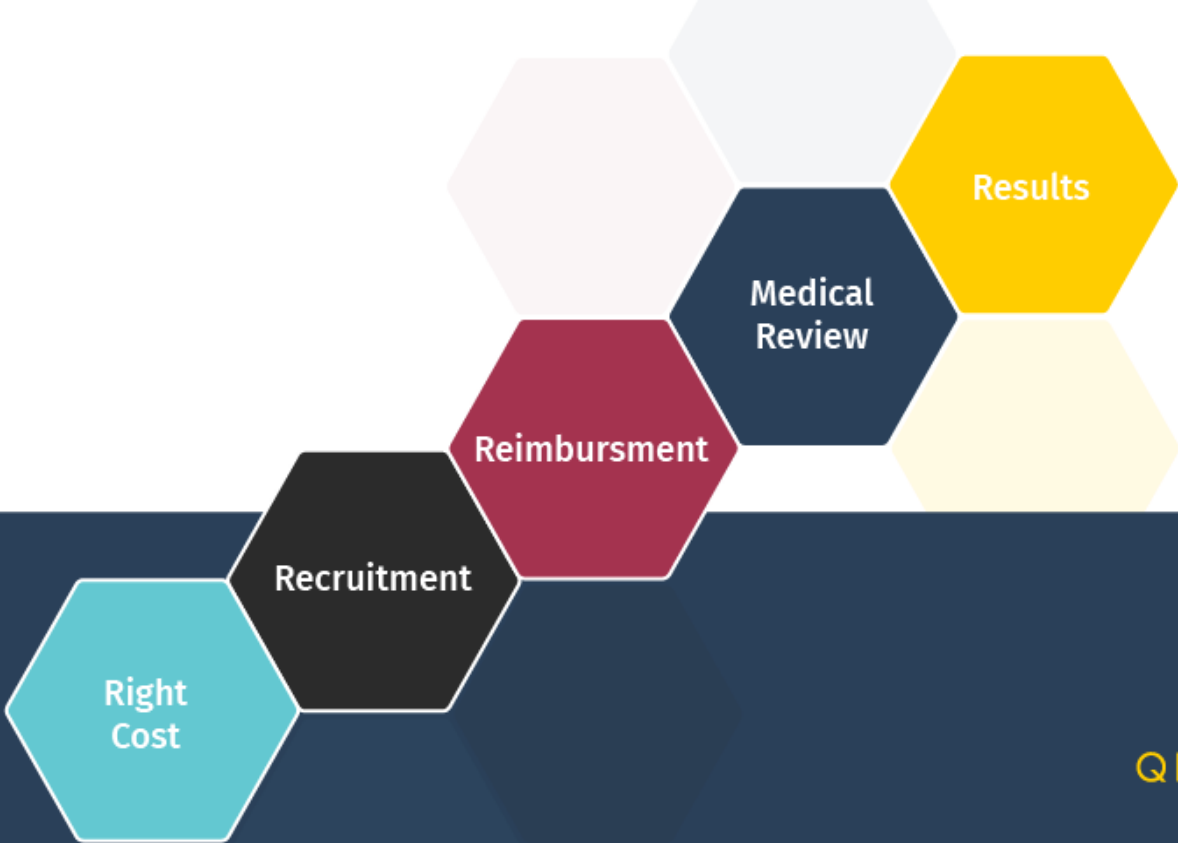 Results
Medical
Review
Reimbursment
Recruitment
Right
Cost
Q